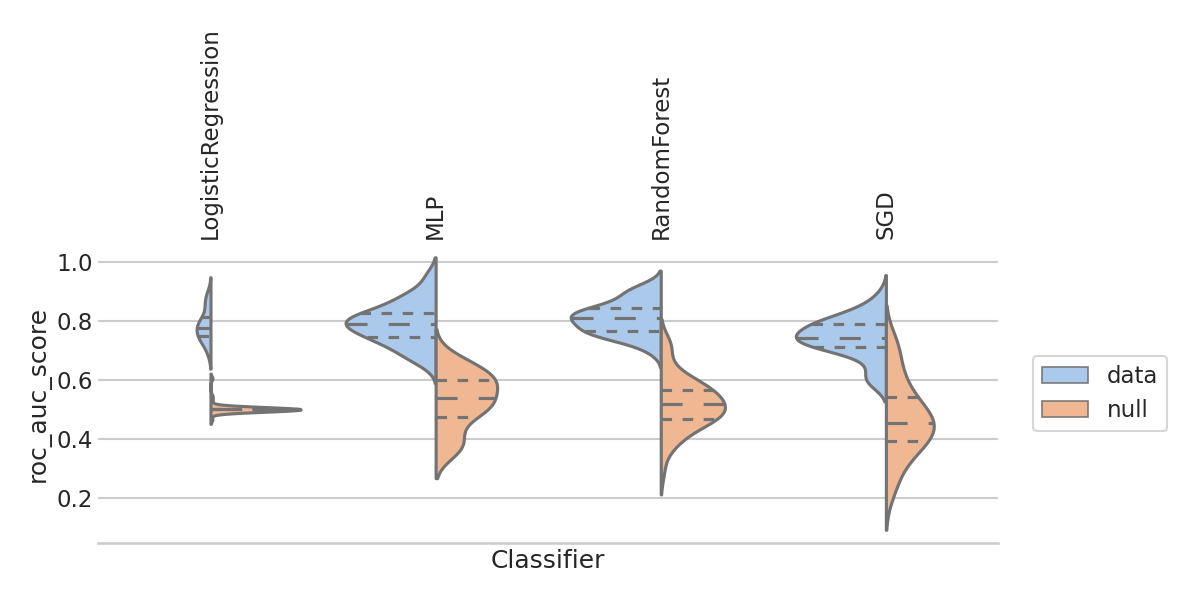 LogisticRegression
MLP
RandomForest
SGD
1.0
0.8
0.6
0.4
0.2
roc_auc_score
Classifier
data
null